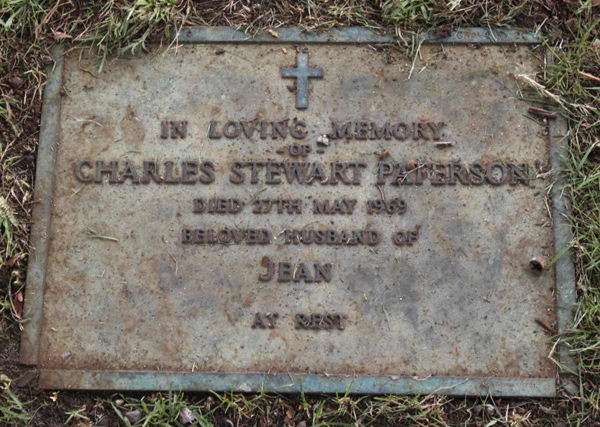 IN LOVING MEMORY
OF
CHARLES STEWART PATERSON
DIED 27TH MAY 1969
BELOVED HUSBAND OF
JEAN
AT REST